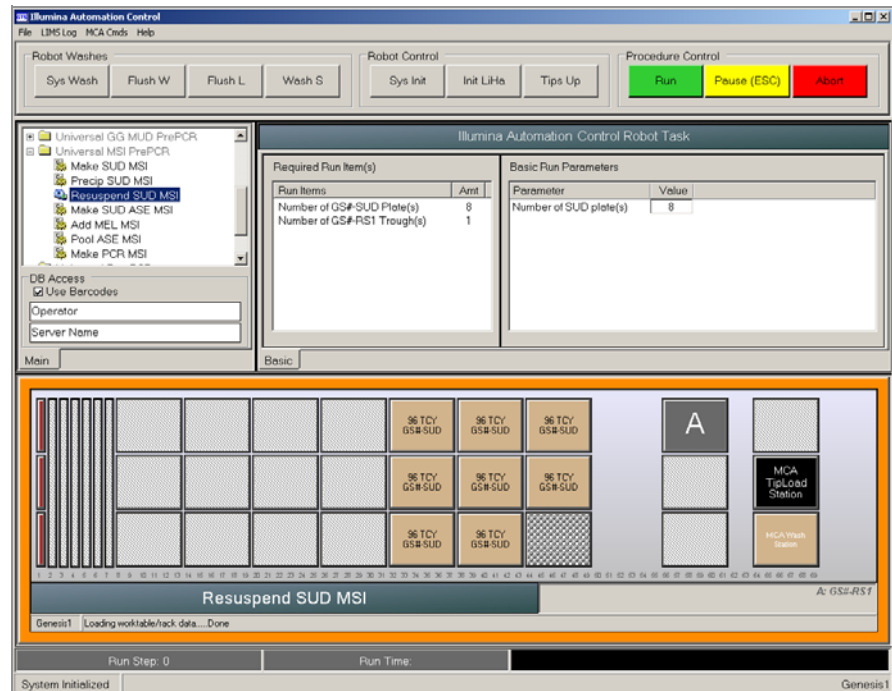 Illumina Automation Control
File LIMS Log MCA Cmds Help
Robot Washes
Robot Control
Procedure Control
Sys Wash
Flush W
Flush L
Wash S
Sys Init
Init LiHa
Tips Up
Run
Pause (ESC)
Abort
Universal GG MUD PrePCR
Universal MSI PrePCR
Make SUD MSI
Precip SUD MSI
Resuspend SUD MSI
Make SUD ASE MSI
Add MEL MSI
Pool ASE MSI
Make PCR MSI
DB Access
Use Barcodes
Operator
Server Name
Main
Illumina Automation Control Robot Task
Required Run Item(s)
Run Items Amt
Number of GS#-SUD Plate(s) 8
Number of GS#-RS1 Trough(s) 1
Basic Run Parameters
Parameter Value
Number of SUD plate(s) 8
Basic
96 TCY
GS#-SUD
96 TCY
GS#-SUD
96 TCY
GS#-SUD
A
96 TCY
GS#-SUD
96 TCY
GS#-SUD
96 TCY
GS#-SUD
MCA
TipLoad
Station
96 TCY
GS#-SUD
96 TCY
GS#-SUD
MCA Wash
Station
Resuspend SUD MSI
A: GS#-RS1
Genesis1 Loading worktable/rack data.....Done
Run Step: 0
Run Time:
System Initialized
Genesis1